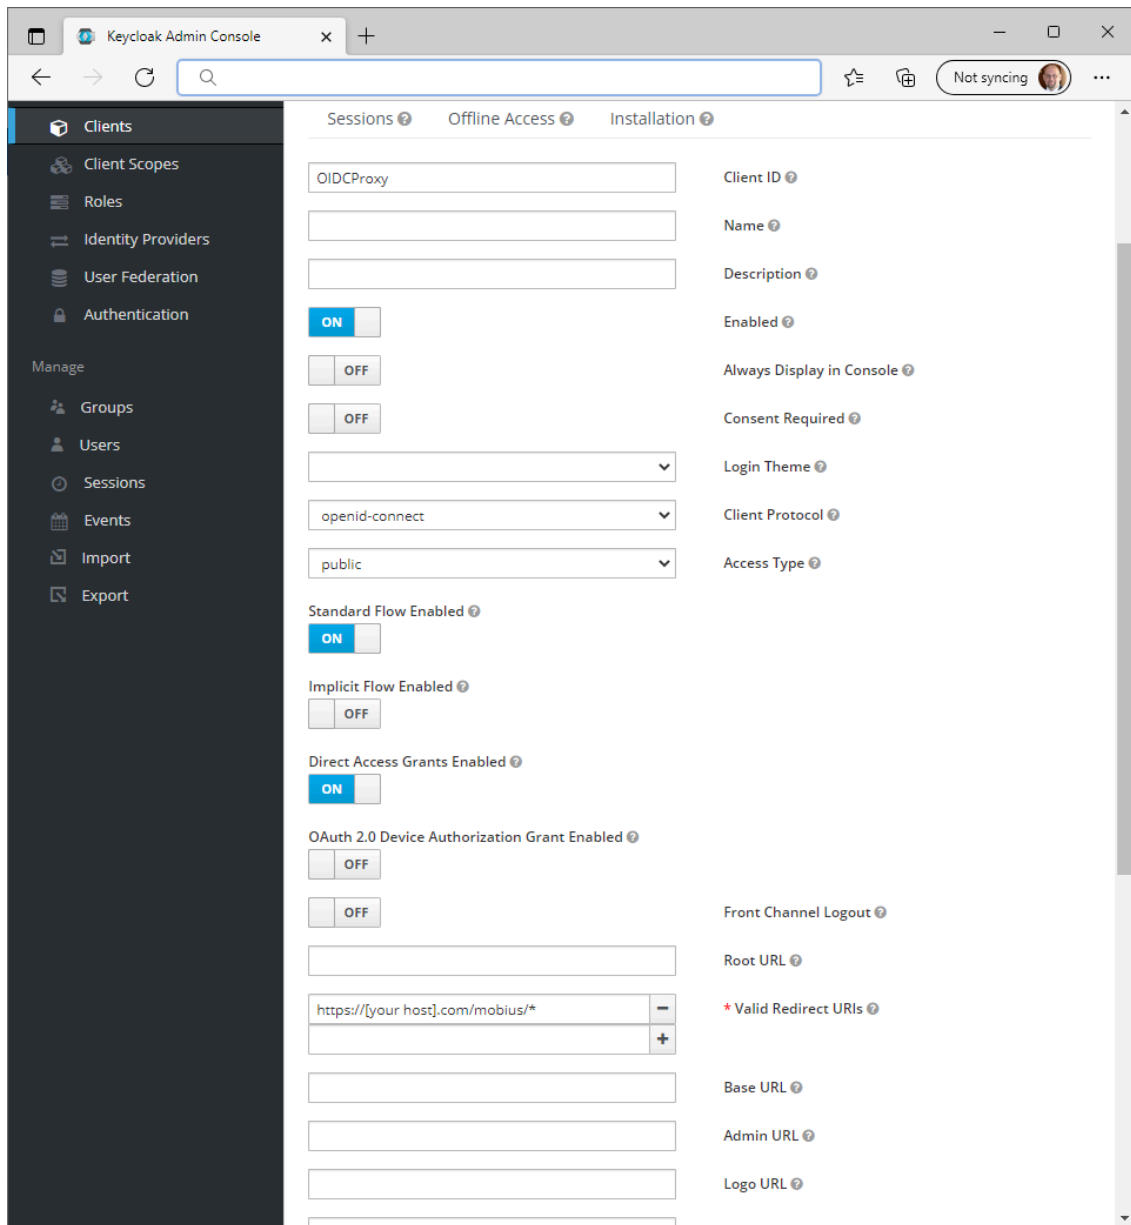 Keycloak Admin Console
Not syncing
Clients
Client Scopes
Roles
Identity Providers
User Federation
Authentication
Manage
Groups
Users
Sessions
Events
Import
Export
Sessions Offline Access Installation
OIDCProxy Client ID
Name
Description
ON Enabled
OFF Always Display in Console
OFF Consent Required
Login Theme
openid-connect Client Protocol
public Access Type
Standard Flow Enabled
ON
Implicit Flow Enabled
OFF
Direct Access Grants Enabled
ON
OAuth 2.0 Device Authorization Grant Enabled
OFF
OFF Front Channel Logout
Root URL
https://[your host].com/mobius/* * Valid Redirect URIs
Base URL
Admin URL
Logo URL